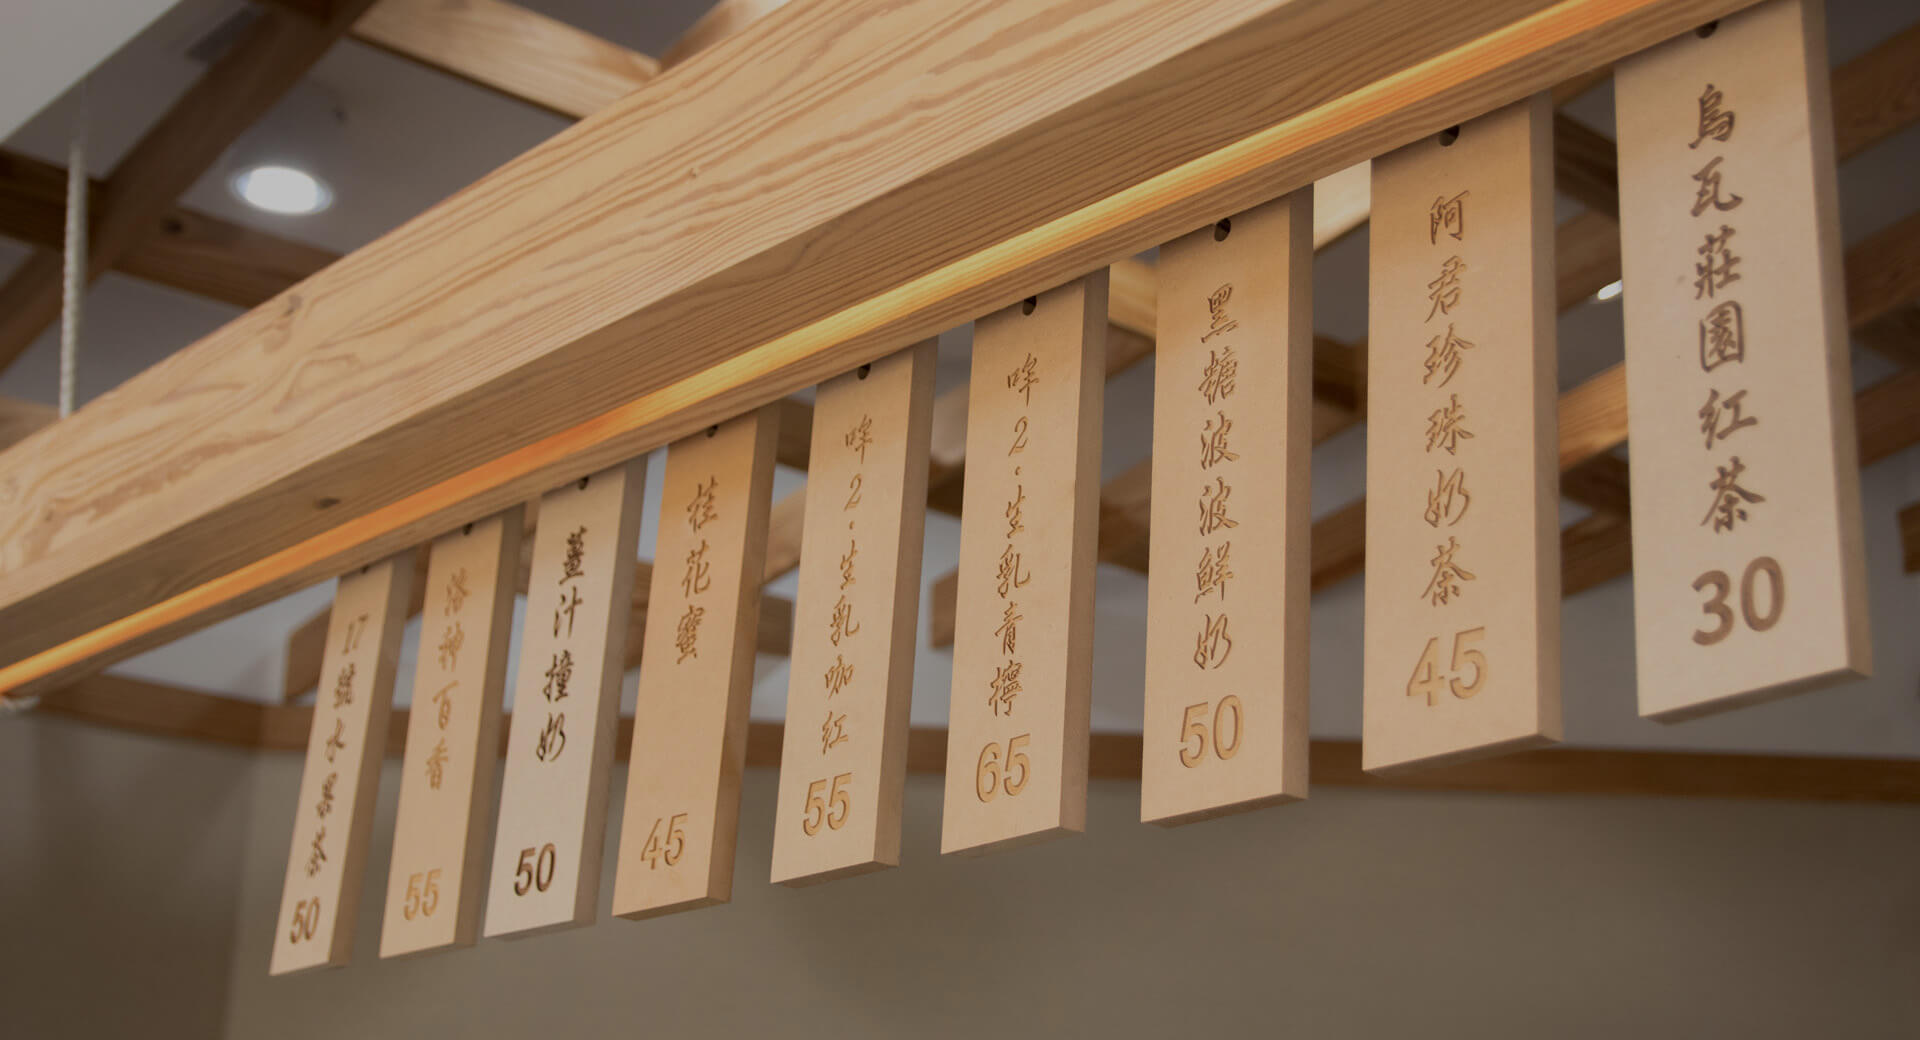 烏瓦莊園紅茶
30
阿君珍珠奶茶
45
黑糖波波鮮奶
50
哞2·生乳青檸
65
哞2·生乳咖紅
55
桂花蜜
45
薑汁撞奶
50
洛神百香
55
17號水果茶
50